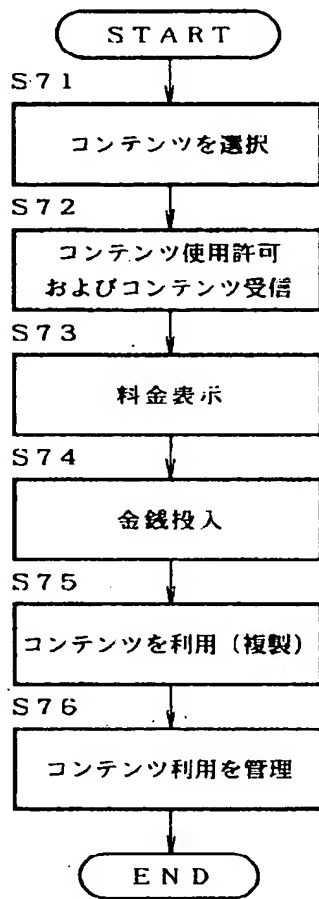 START
S71
コンテンツを選択
S72
コンテンツ使用許可
およびコンテンツ受信
S73
料金表示
S74
金銭投入
S75
コンテンツを利用（複製）
S76
コンテンツ利用を管理
END